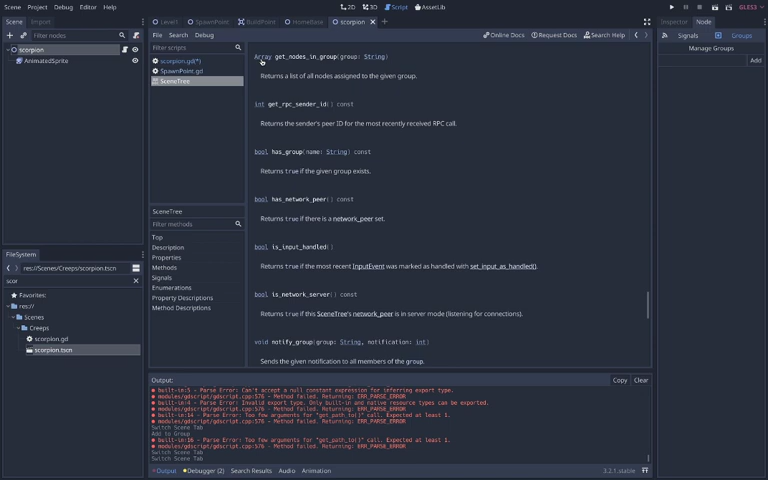 Scene Project Debug Editor Help
2D 3D Script AssetLib
GLES3
Scene Import
Level1 SpawnPoint BuildPoint HomeBase scorpion
Inspector Node
Filter nodes
File Search Debug
Online Docs Request Docs Search Help
Signals Groups
scorpion
AnimatedSprite
Filter scripts
scorpion.gd(*)
SpawnPoint.gd
SceneTree
Manage Groups
Add
Array get_nodes_in_group(group: String)
Returns a list of all nodes assigned to the given group.
int get_rpc_sender_id() const
Returns the sender's peer ID for the most recently received RPC call.
bool has_group(name: String) const
Returns true if the given group exists.
bool has_network_peer() const
Returns true if there is a network_peer set.
bool is_input_handled()
Returns true if the most recent InputEvent was marked as handled with set_input_as_handled().
bool is_network_server() const
Returns true if this SceneTree's network_peer is in server mode (listening for connections).
void notify_group(group: String, notification: int)
Sends the given notification to all members of the group.
SceneTree
Filter methods
Top
Description
Properties
Methods
Signals
Enumerations
Property Descriptions
Method Descriptions
FileSystem
res://Scenes/Creeps/scorpion.tscn
scor
Favorites:
res://
Scenes
Creeps
scorpion.gd
scorpion.tscn
Output:
Copy Clear
built-in:5 - Parse Error: Can't accept a null constant expression for inferring export type.
modules/gdscript/gdscript.cpp:576 - Method failed. Returning: ERR_PARSE_ERROR
built-in:4 - Parse Error: Invalid export type. Only built-in and native resource types can be exported.
modules/gdscript/gdscript.cpp:576 - Method failed. Returning: ERR_PARSE_ERROR
built-in:14 - Parse Error: Too few arguments for "get_path_to()" call. Expected at least 1.
modules/gdscript/gdscript.cpp:576 - Method failed. Returning: ERR_PARSE_ERROR
Switch Scene Tab
Add to Group
built-in:16 - Parse Error: Too few arguments for "get_path_to()" call. Expected at least 1.
modules/gdscript/gdscript.cpp:576 - Method failed. Returning: ERR_PARSE_ERROR
Switch Scene Tab
Switch Scene Tab
Output Debugger (2) Search Results Audio Animation
3.2.1.stable